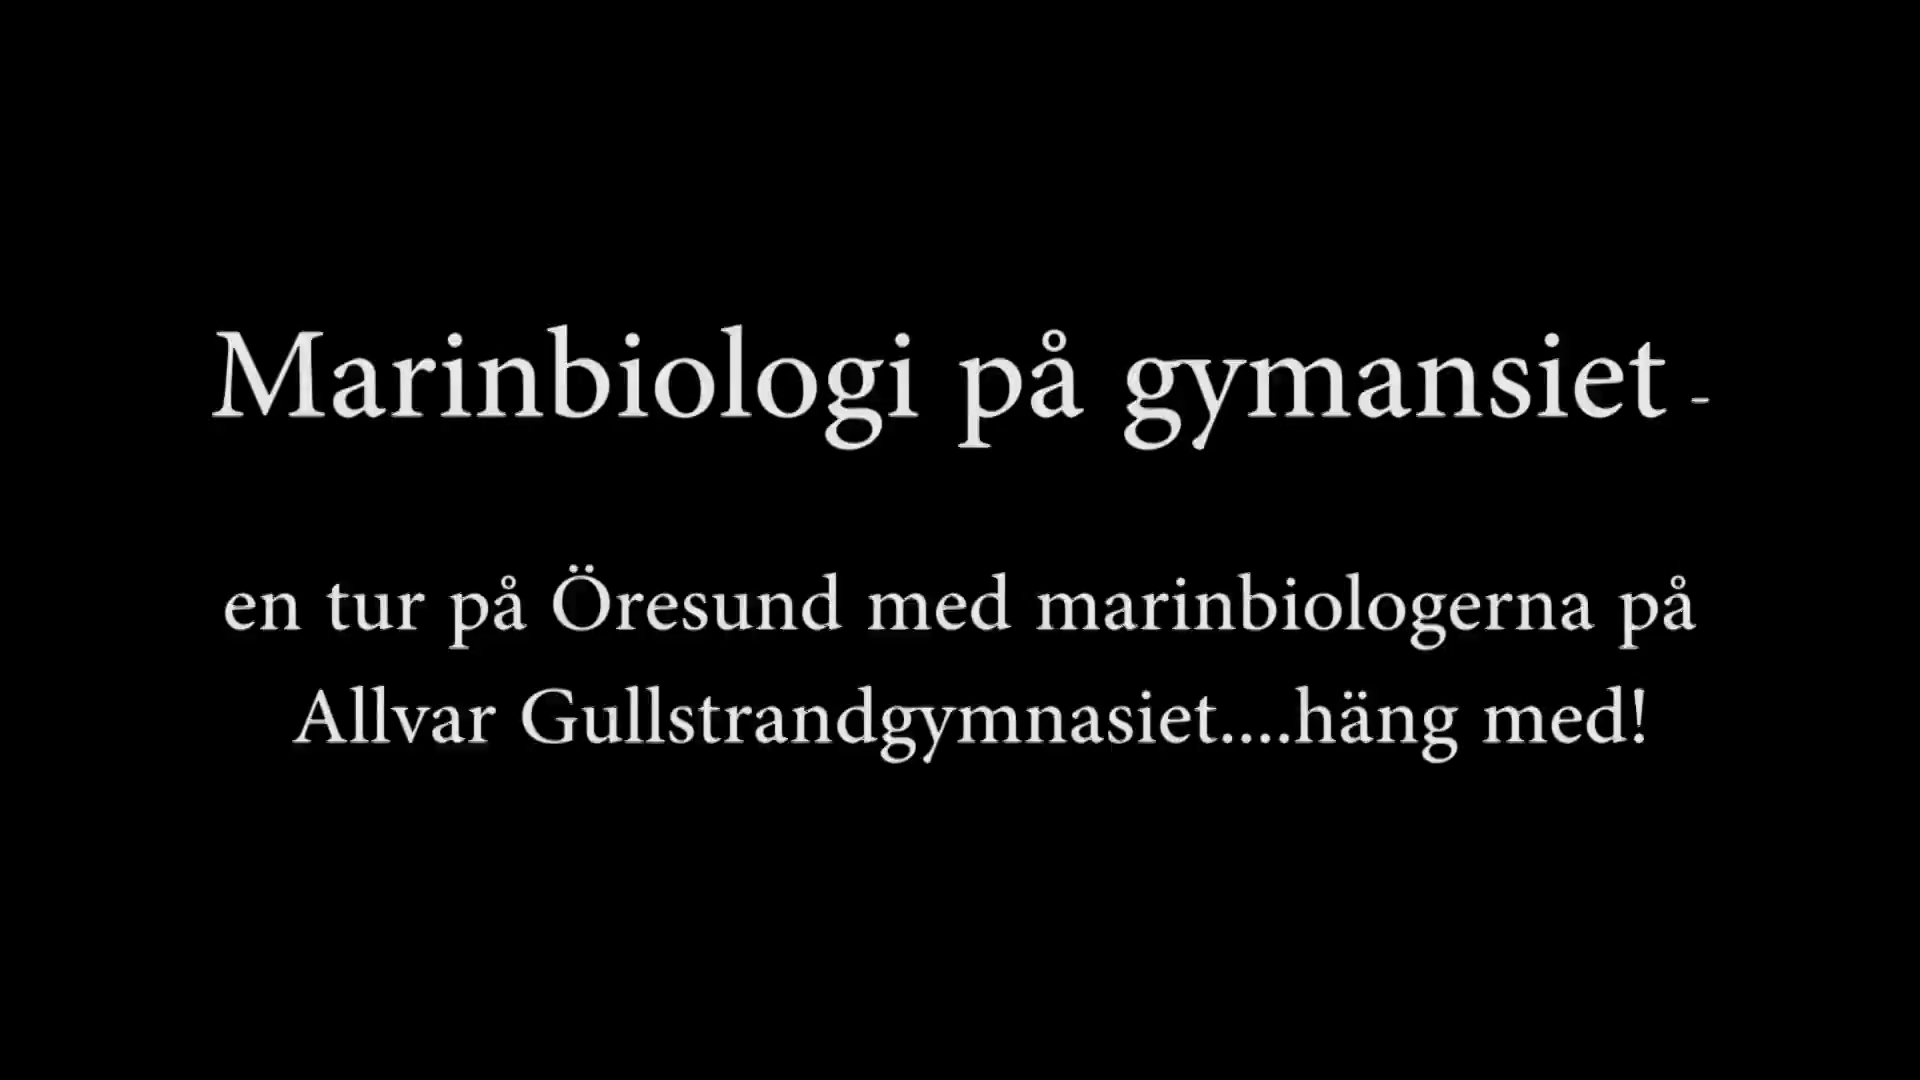 Marinbiologi på gymansiet -
en tur på Öresund med marinbiologerna på
Allvar Gullstrandgymnasiet....häng med!